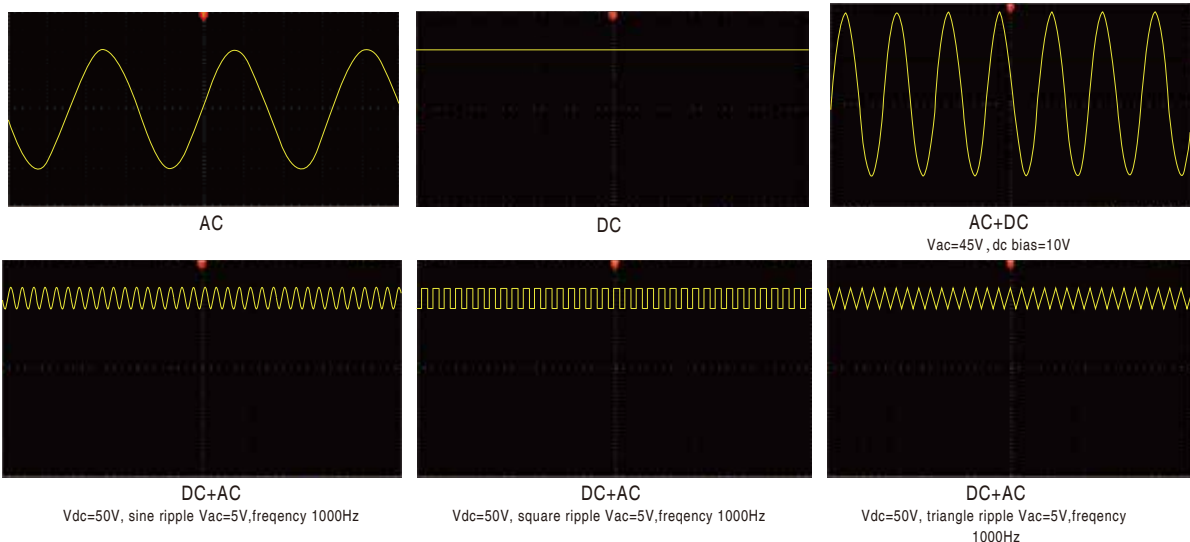 AC
DC
AC+DC
Vac=45V , dc bias=10V
DC+AC
Vdc=50V, sine ripple Vac=5V,freqency 1000Hz
DC+AC
Vdc=50V, square ripple Vac=5V,freqency 1000Hz
DC+AC
Vdc=50V, triangle ripple Vac=5V,freqency
1000Hz